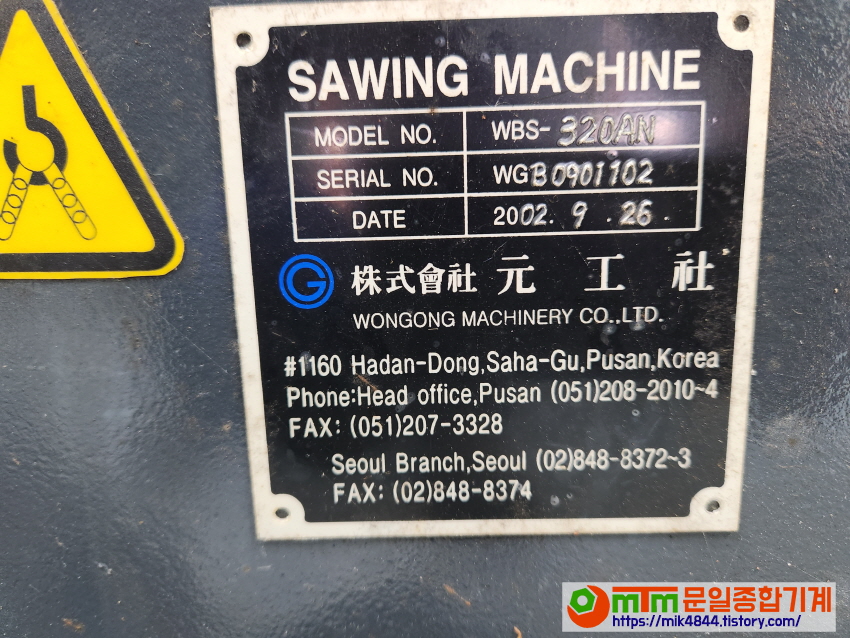 SAWING MACHINE
MODEL NO. WBS-320AN
SERIAL NO. WGB0901102
DATE 2002. 9 . 26 .
株式會社 元 工 社
WONGONG MACHINERY CO.,LTD.
#1160 Hadan-Dong,Saha-Gu,Pusan,Korea
Phone:Head office,Pusan (051)208-2010~4
FAX: (051)207-3328
Seoul Branch,Seoul (02)848-8372~3
FAX: (02)848-8374
mTm문일종합기계
https://mik4844.tistory.com/